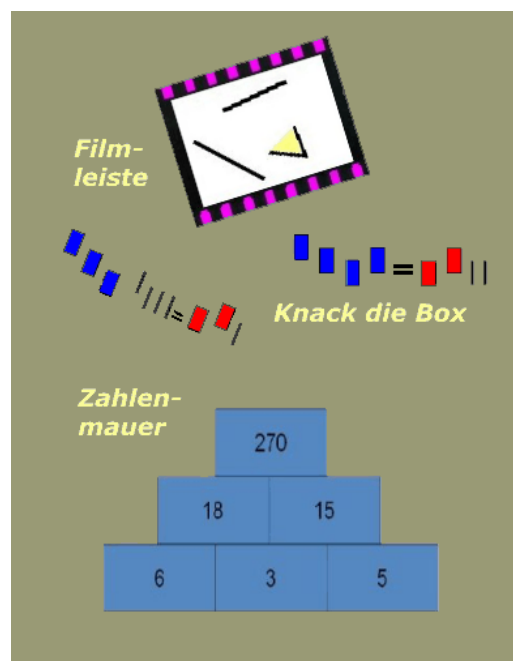 Film-
leiste
=
=
Knack die Box
Zahlen-
mauer
270
18 15
6 3 5